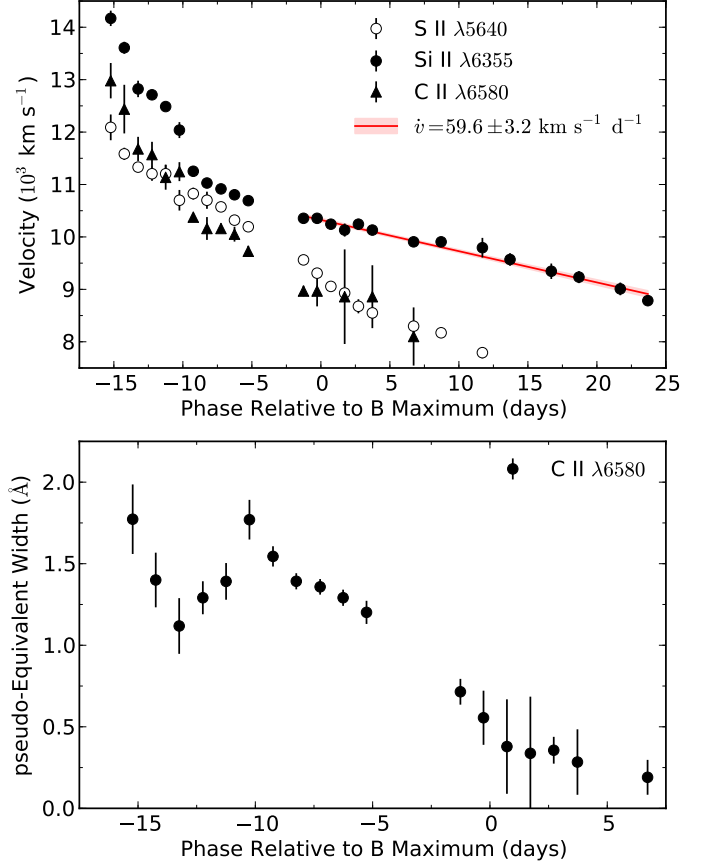 S II λ5640
Si II λ6355
C II λ6580
v̇=59.6±3.2 km s⁻¹ d⁻¹
14
13
12
11
10
9
8
Velocity (10³ km s⁻¹)
−15 −10 −5 0 5 10 15 20 25
Phase Relative to B Maximum (days)
C II λ6580
2.0
1.5
1.0
0.5
0.0
pseudo-Equivalent Width (Å)
−15 −10 −5 0 5
Phase Relative to B Maximum (days)